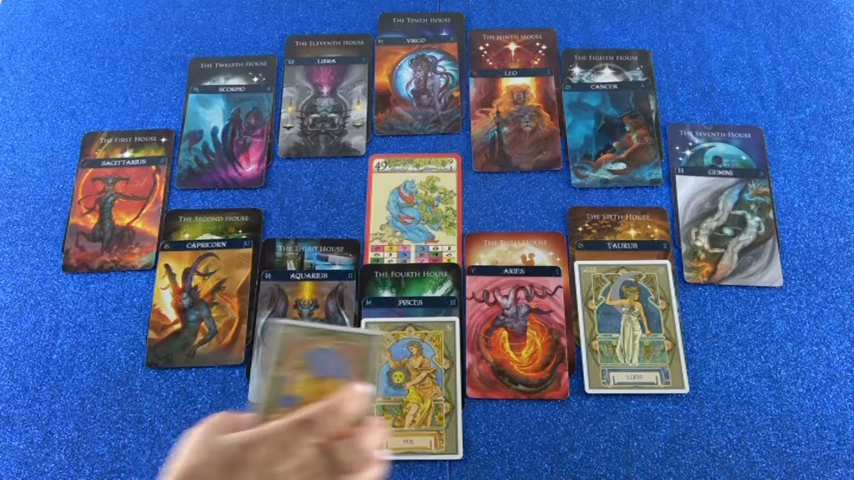 THE TENTH HOUSE
VIRGO
THE ELEVENTH HOUSE
LIBRA
THE NINTH HOUSE
LEO
THE TWELFTH HOUSE
SCORPIO
THE EIGHTH HOUSE
CANCER
THE FIRST HOUSE
SAGITTARIUS
THE SEVENTH HOUSE
GEMINI
49
THE SECOND HOUSE
CAPRICORN
THE THIRD HOUSE
AQUARIUS
THE FOURTH HOUSE
PISCES
THE FIFTH HOUSE
ARIES
THE SIXTH HOUSE
TAURUS
LUNA
SOL